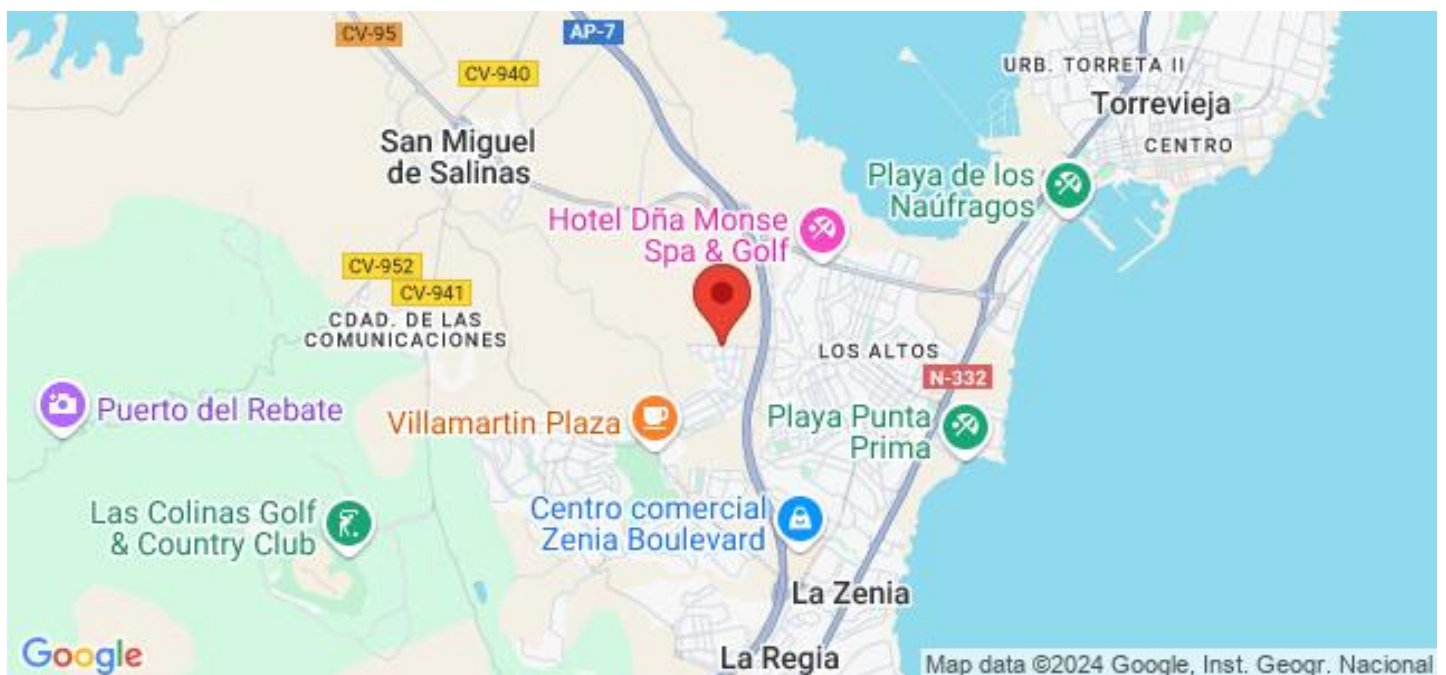 CV-95
AP-7
CV-940
URB. TORRETA II
Torrevieja
CENTRO
San Miguel
de Salinas
Playa de los
Naúfragos
Hotel Dña Monse
Spa & Golf
CV-952
CV-941
CDAD. DE LAS
COMUNICACIONES
LOS ALTOS
N-332
Puerto del Rebate
Villamartin Plaza
Playa Punta
Prima
Las Colinas Golf
& Country Club
Centro comercial
Zenia Boulevard
La Zenia
La Regia
Google
Map data ©2024 Google, Inst. Geogr. Nacional